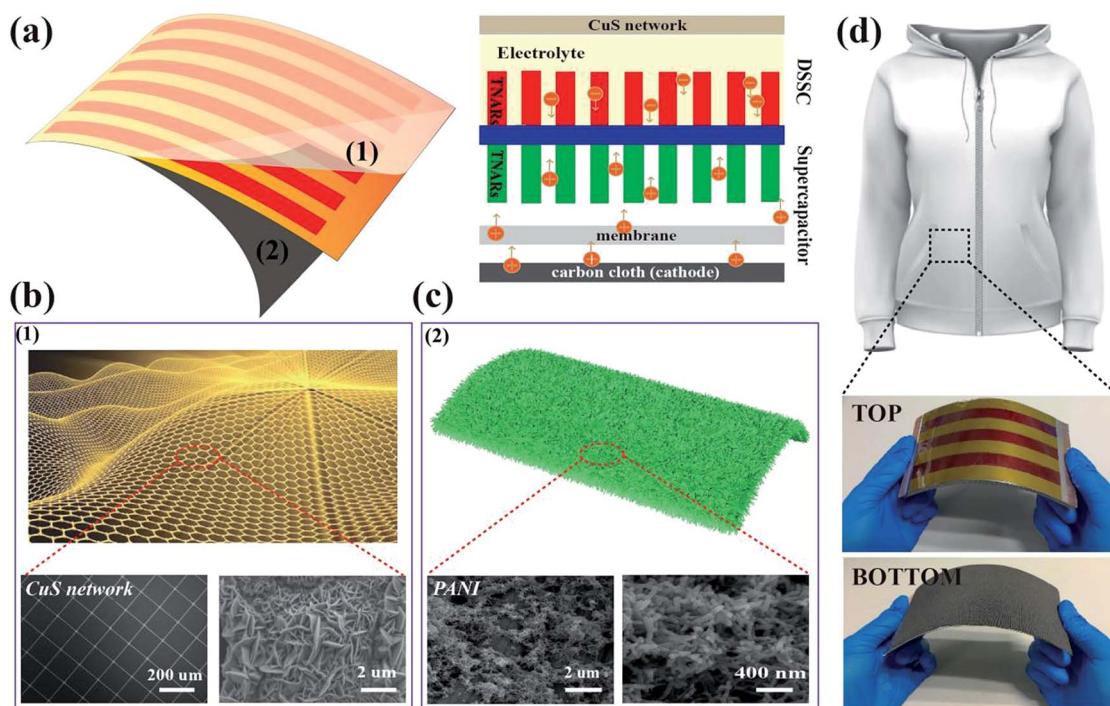 (a)
(1)
(2)
CuS network
Electrolyte
TNARs
DSSC
TNARs
Supercapacitor
membrane
carbon cloth (cathode)
(b)
(1)
CuS network
200 um
2 um
(c)
(2)
PANI
2 um
400 nm
(d)
TOP
BOTTOM